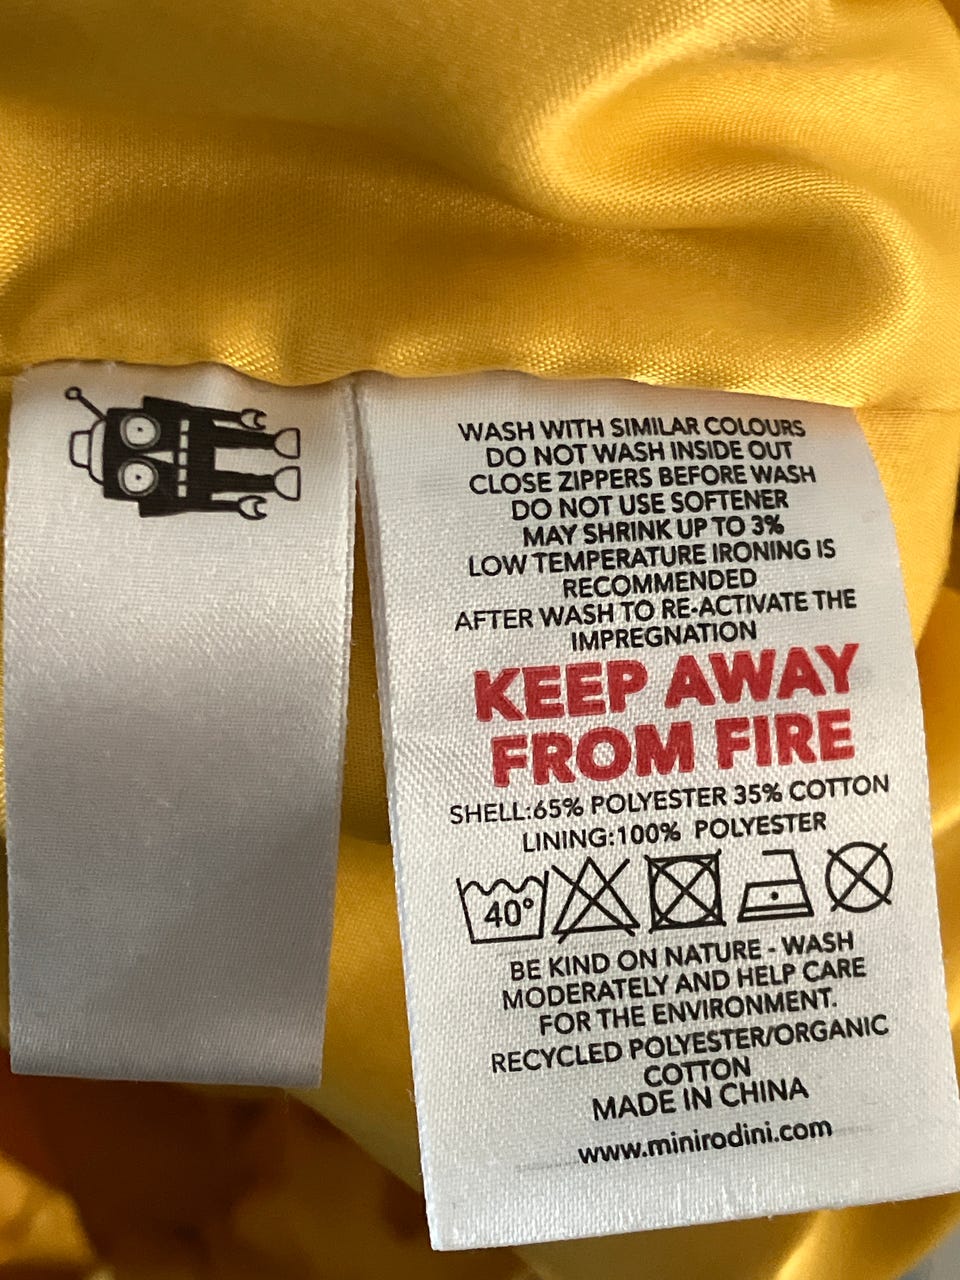 WASH WITH SIMILAR COLOURS
DO NOT WASH INSIDE OUT
CLOSE ZIPPERS BEFORE WASH
DO NOT USE SOFTENER
MAY SHRINK UP TO 3%
LOW TEMPERATURE IRONING IS
RECOMMENDED
AFTER WASH TO RE-ACTIVATE THE
IMPREGNATION
KEEP AWAY
FROM FIRE
SHELL:65% POLYESTER 35% COTTON
LINING:100% POLYESTER
40°
BE KIND ON NATURE - WASH
MODERATELY AND HELP CARE
FOR THE ENVIRONMENT.
RECYCLED POLYESTER/ORGANIC
COTTON
MADE IN CHINA
www.minirodini.com